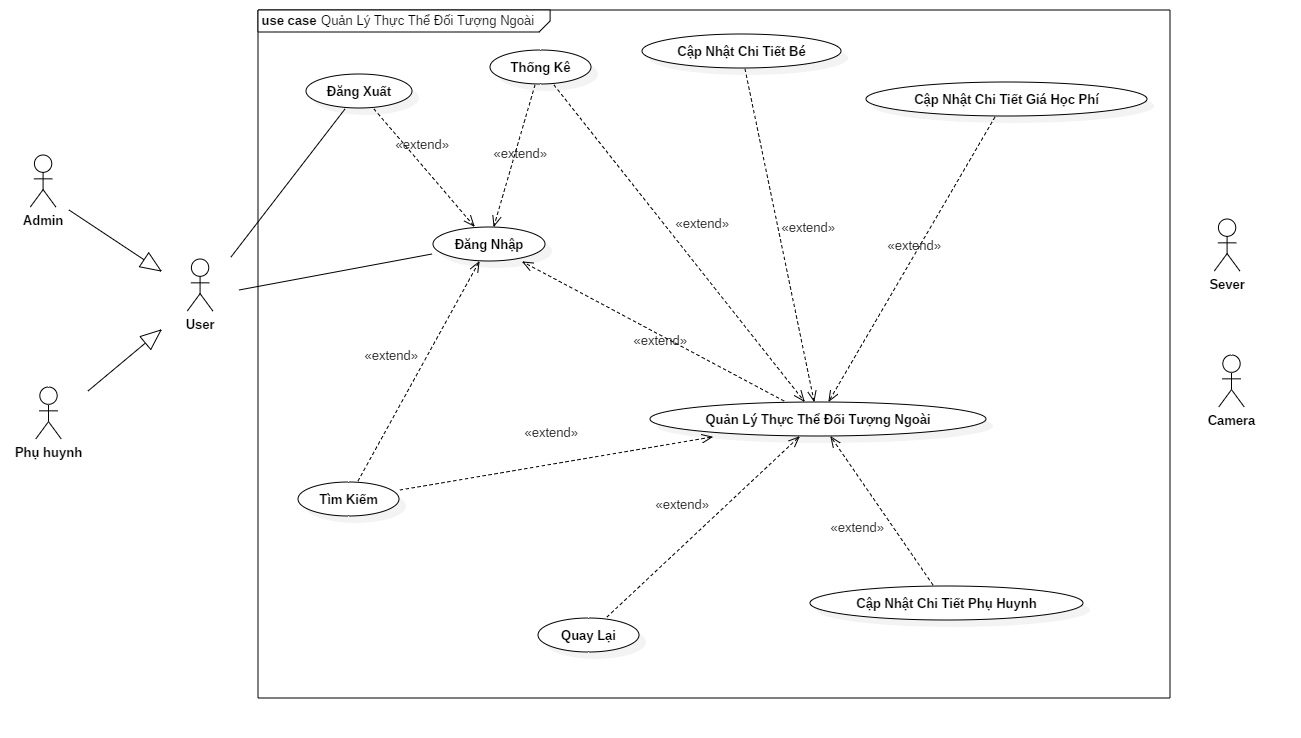 use case Quản Lý Thực Thể Đối Tượng Ngoài
Cập Nhật Chi Tiết Bé
Thống Kê
Đăng Xuất
Cập Nhật Chi Tiết Giá Học Phí
«extend»
«extend»
Admin
«extend»
«extend»
Đăng Nhập
«extend»
Sever
User
«extend»
«extend»
Quản Lý Thực Thể Đối Tượng Ngoài
Camera
«extend»
Phụ huynh
Tìm Kiếm
«extend»
«extend»
Cập Nhật Chi Tiết Phụ Huynh
Quay Lại